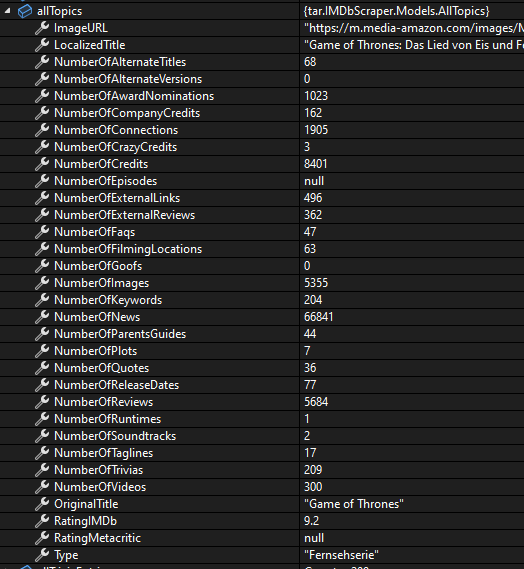 allTopics {tar.IMDbScraper.Models.AllTopics}
ImageURL "https://m.media-amazon.com/images/
LocalizedTitle "Game of Thrones: Das Lied von Eis und
NumberOfAlternateTitles 68
NumberOfAlternateVersions 0
NumberOfAwardNominations 1023
NumberOfCompanyCredits 162
NumberOfConnections 1905
NumberOfCrazyCredits 3
NumberOfCredits 8401
NumberOfEpisodes null
NumberOfExternalLinks 496
NumberOfExternalReviews 362
NumberOfFaqs 47
NumberOfFilmingLocations 63
NumberOfGoofs 0
NumberOfImages 5355
NumberOfKeywords 204
NumberOfNews 66841
NumberOfParentsGuides 44
NumberOfPlots 7
NumberOfQuotes 36
NumberOfReleaseDates 77
NumberOfReviews 5684
NumberOfRuntimes 1
NumberOfSoundtracks 2
NumberOfTaglines 17
NumberOfTrivias 209
NumberOfVideos 300
OriginalTitle "Game of Thrones"
RatingIMDb 9.2
RatingMetacritic null
Type "Fernsehserie"